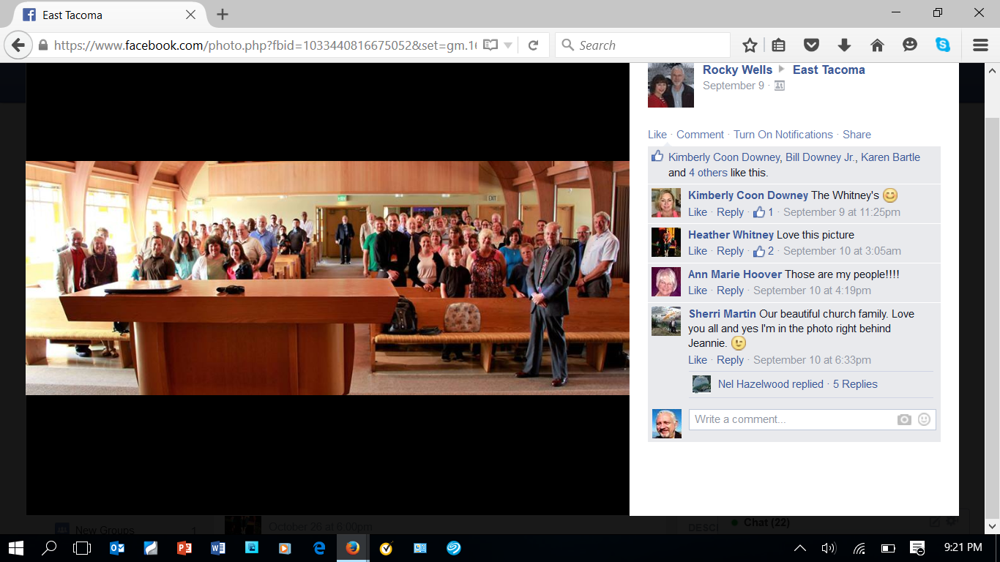 East Tacoma
https://www.facebook.com/photo.php?fbid=1033440816675052&set=gm.10
Search
Rocky Wells East Tacoma
September 9 ·
Like · Comment · Turn On Notifications · Share
Kimberly Coon Downey, Bill Downey Jr., Karen Bartle
and 4 others like this.
Kimberly Coon Downey The Whitney's
Like · Reply · 1 · September 9 at 11:25pm
Heather Whitney Love this picture
Like · Reply · 2 · September 10 at 3:05am
Ann Marie Hoover Those are my people!!!!
Like · Reply · September 10 at 4:19pm
Sherri Martin Our beautiful church family. Love
you all and yes I'm in the photo right behind
Jeannie.
Like · Reply · September 10 at 6:33pm
Nel Hazelwood replied · 5 Replies
Write a comment...
EXIT
New Groups 1
October 26 at 6:00pm
DESCI
Chat (22)
9:21 PM